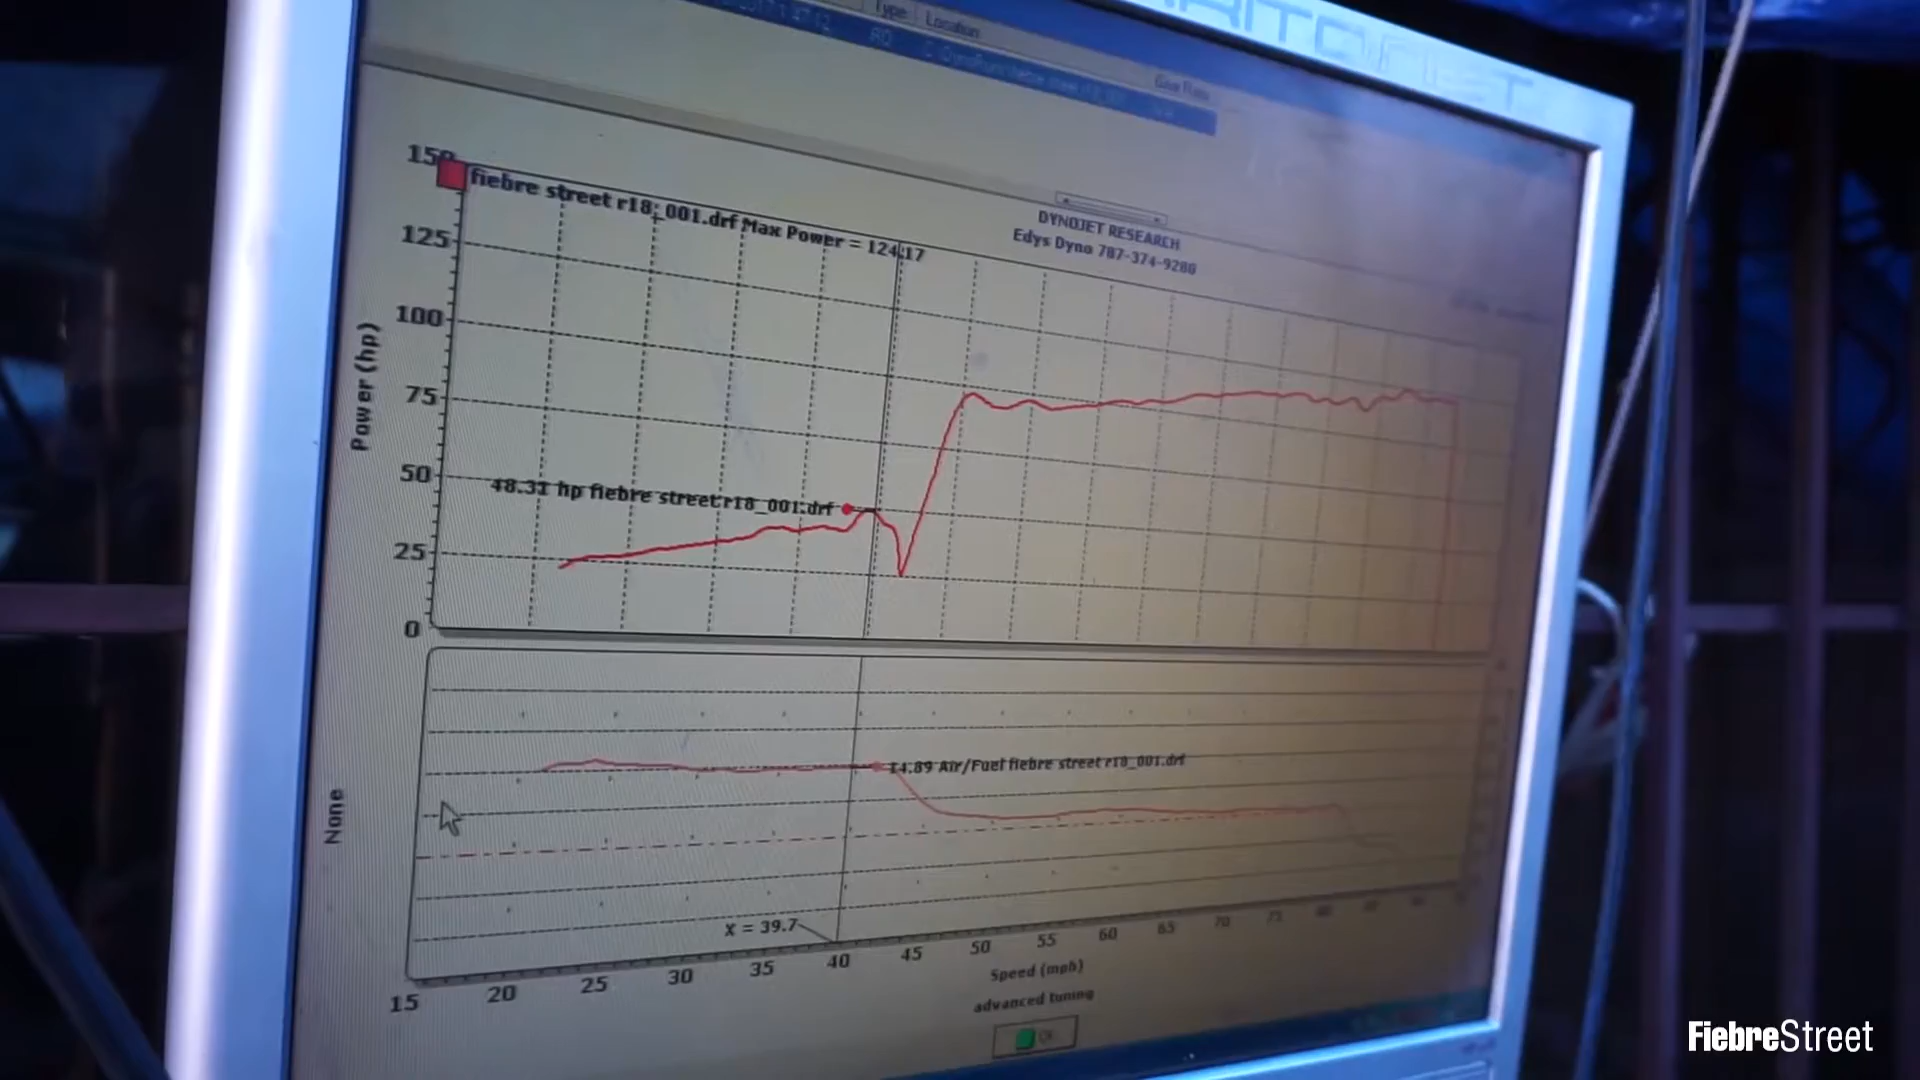 Type Location
150
fiebre street r18_001.drf Max Power = 124.17
DYNOJET RESEARCH
Edys Dyno 787-374-9280
125
100
75
50
25
0
Power (hp)
48.31 hp fiebre street r18_001.drf
14.89 Air/Fuel fiebre street r18_001.drf
None
X = 39.7
15 20 25 30 35 40 45 50 55 60 65 70 75
Speed (mph)
advanced tuning
FiebreStreet